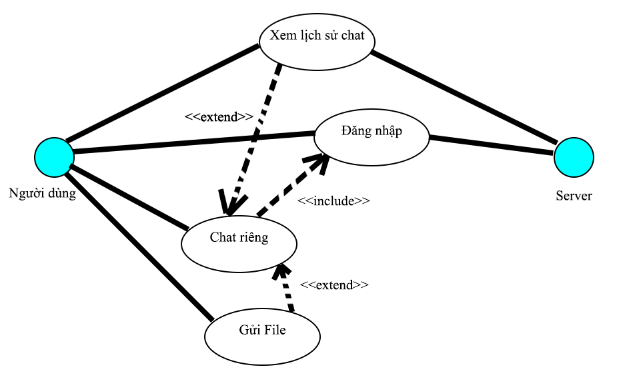 Xem lịch sử chat
<<extend>>
Đăng nhập
Người dùng
Server
<<include>>
Chat riêng
<<extend>>
Gửi File